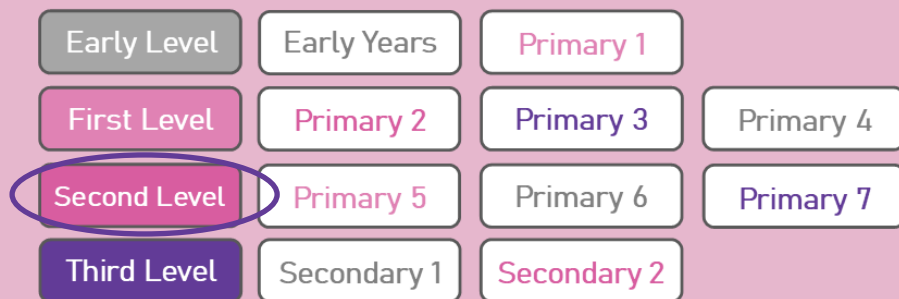 Early Level Early Years Primary 1
First Level Primary 2 Primary 3 Primary 4
Second Level Primary 5 Primary 6 Primary 7
Third Level Secondary 1 Secondary 2